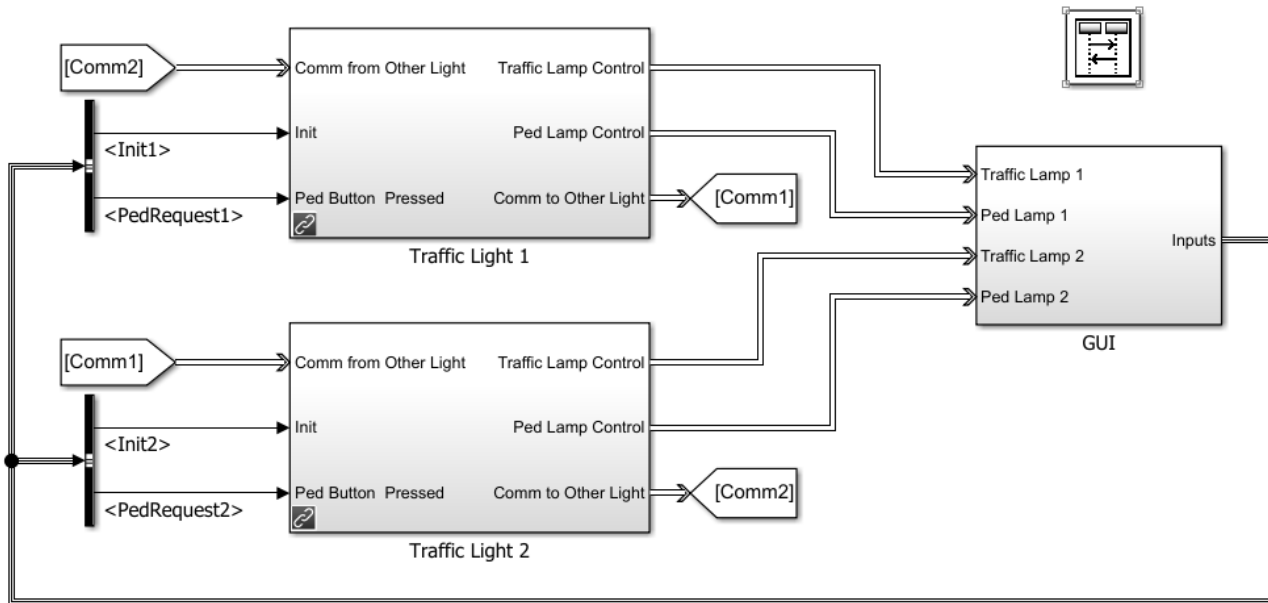 [Comm2]
Comm from Other Light
Traffic Lamp Control
Init
Ped Lamp Control
<Init1>
Ped Button Pressed
Comm to Other Light
[Comm1]
<PedRequest1>
Traffic Light 1
Traffic Lamp 1
Ped Lamp 1
Inputs
Traffic Lamp 2
Ped Lamp 2
GUI
[Comm1]
Comm from Other Light
Traffic Lamp Control
Init
Ped Lamp Control
<Init2>
Ped Button Pressed
Comm to Other Light
[Comm2]
<PedRequest2>
Traffic Light 2